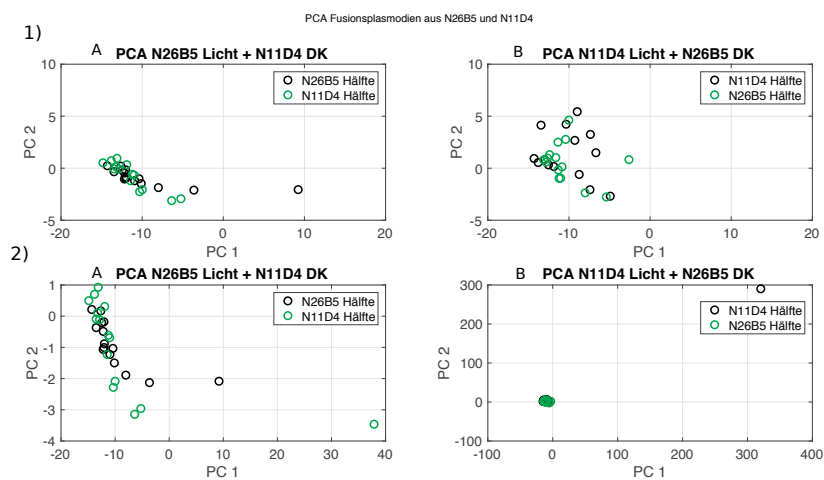 PCA Fusionsplasmodien aus N26B5 und N11D4
1)
A
PCA N26B5 Licht + N11D4 DK
N26B5 Hälfte
N11D4 Hälfte
PC 2
10
5
0
-5
-20
-10
0
10
20
PC 1
B
PCA N11D4 Licht + N26B5 DK
N11D4 Hälfte
N26B5 Hälfte
PC 2
10
5
0
-5
-20
-10
0
10
20
PC 1
2)
A
PCA N26B5 Licht + N11D4 DK
N26B5 Hälfte
N11D4 Hälfte
PC 2
1
0
-1
-2
-3
-4
-20
-10
0
10
20
30
40
PC 1
B
PCA N11D4 Licht + N26B5 DK
N11D4 Hälfte
N26B5 Hälfte
PC 2
300
200
100
0
-100
-100
0
100
200
300
400
PC 1